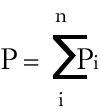 n
P = ∑Pi
i